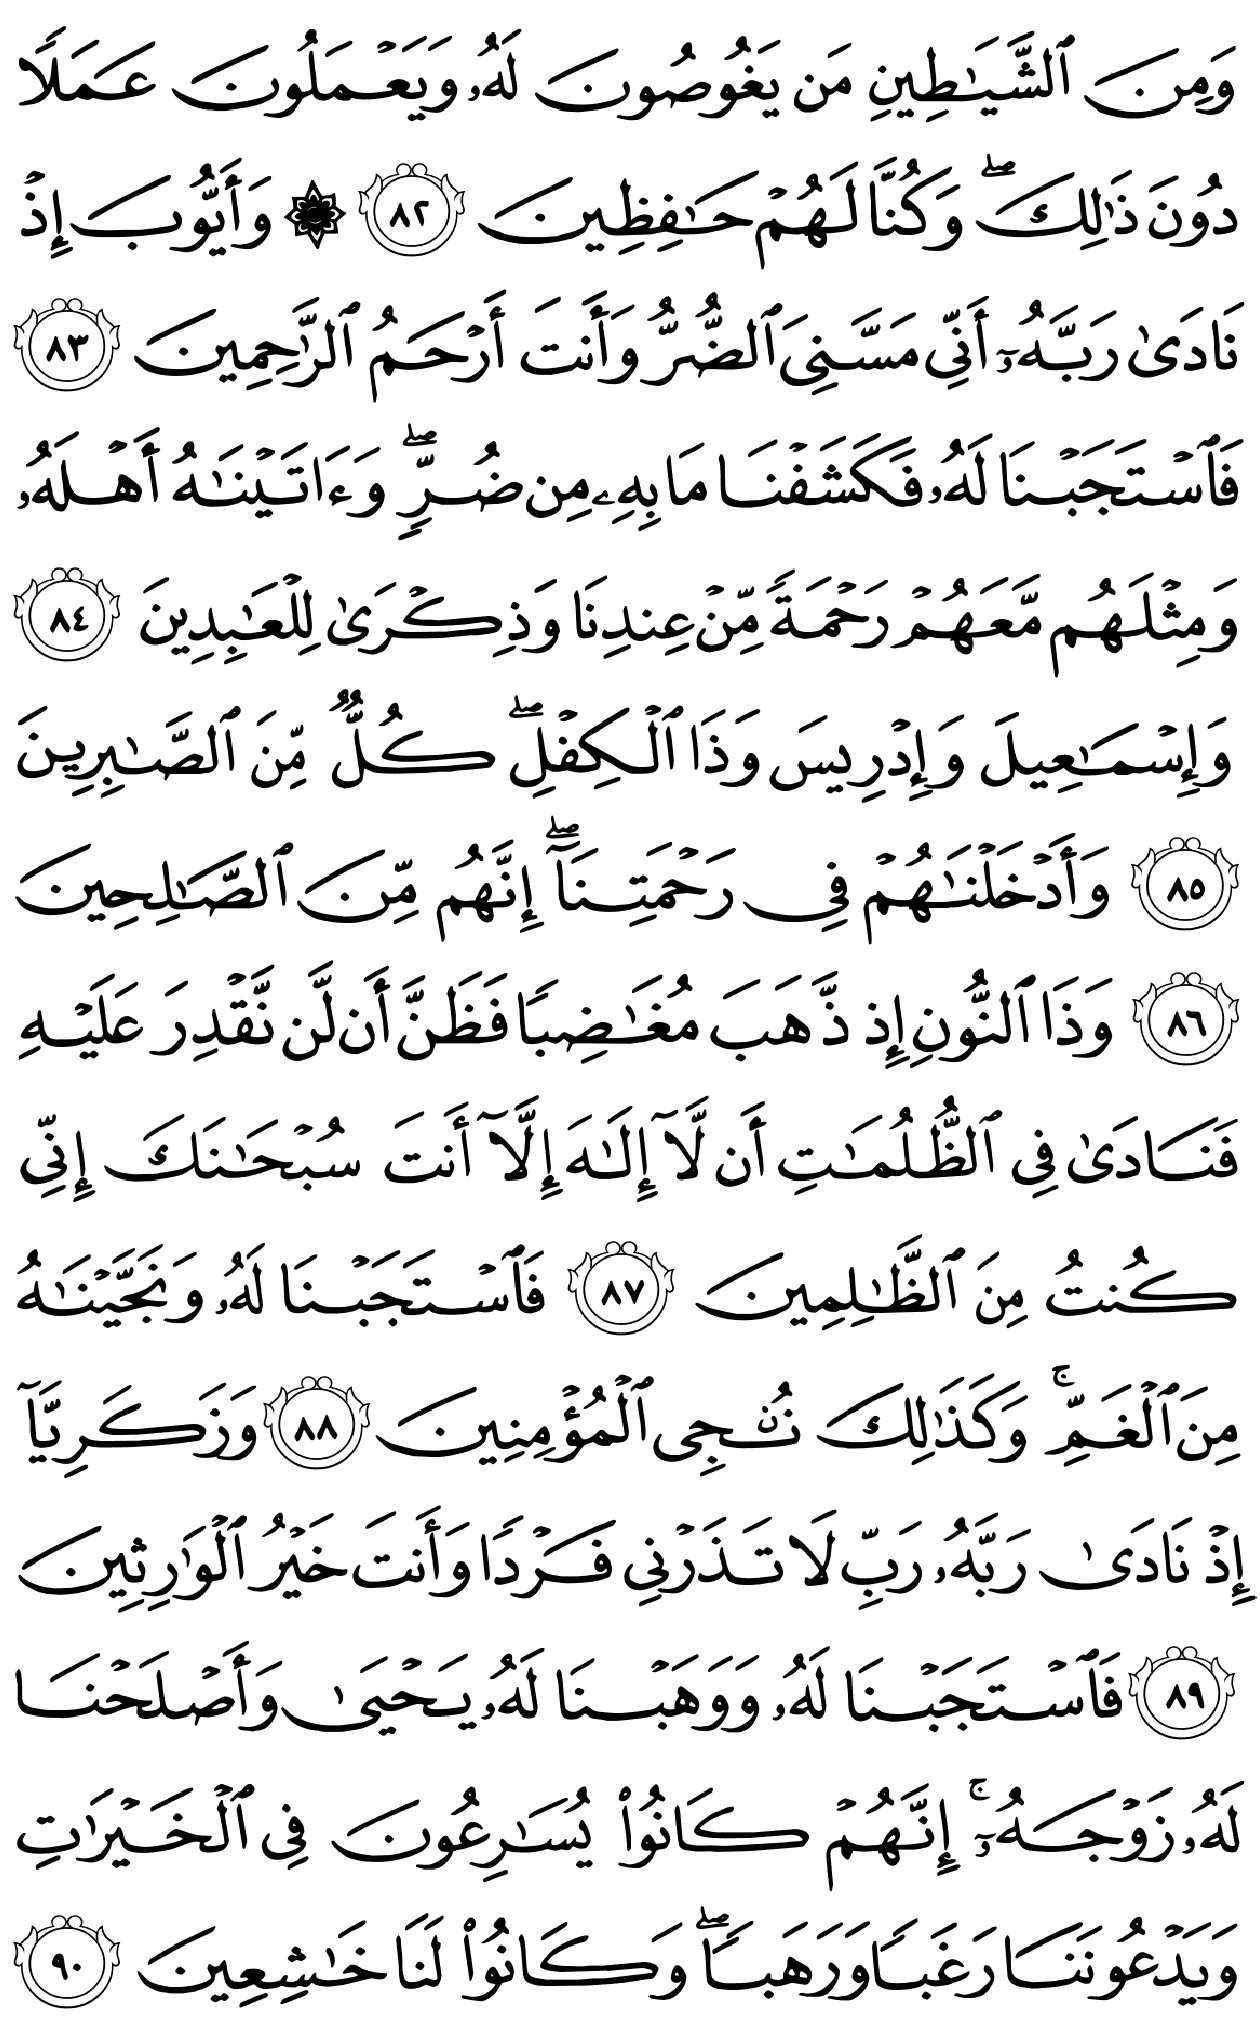 وَمِنَ ٱلشَّيَـٰطِينِ مَن يَغُوصُونَ لَهُۥ وَيَعْمَلُونَ عَمَلًا
دُونَ ذَٰلِكَ ۖ وَكُنَّا لَهُمْ حَـٰفِظِينَ ٨٢ ۞ وَأَيُّوبَ إِذْ
نَادَىٰ رَبَّهُۥٓ أَنِّى مَسَّنِىَ ٱلضُّرُّ وَأَنتَ أَرْحَمُ ٱلرَّٰحِمِينَ ٨٣
فَٱسْتَجَبْنَا لَهُۥ فَكَشَفْنَا مَا بِهِۦ مِن ضُرٍّ ۖ وَءَاتَيْنَـٰهُ أَهْلَهُۥ
وَمِثْلَهُم مَّعَهُمْ رَحْمَةً مِّنْ عِندِنَا وَذِكْرَىٰ لِلْعَـٰبِدِينَ ٨٤
وَإِسْمَـٰعِيلَ وَإِدْرِيسَ وَذَا ٱلْكِفْلِ ۖ كُلٌّ مِّنَ ٱلصَّـٰبِرِينَ
٨٥ وَأَدْخَلْنَـٰهُمْ فِى رَحْمَتِنَآ ۖ إِنَّهُم مِّنَ ٱلصَّـٰلِحِينَ
٨٦ وَذَا ٱلنُّونِ إِذ ذَّهَبَ مُغَـٰضِبًا فَظَنَّ أَن لَّن نَّقْدِرَ عَلَيْهِ
فَنَادَىٰ فِى ٱلظُّلُمَـٰتِ أَن لَّآ إِلَـٰهَ إِلَّآ أَنتَ سُبْحَـٰنَكَ إِنِّى
كُنتُ مِنَ ٱلظَّـٰلِمِينَ ٨٧ فَٱسْتَجَبْنَا لَهُۥ وَنَجَّيْنَـٰهُ
مِنَ ٱلْغَمِّ ۚ وَكَذَٰلِكَ نُـۨجِى ٱلْمُؤْمِنِينَ ٨٨ وَزَكَرِيَّآ
إِذْ نَادَىٰ رَبَّهُۥ رَبِّ لَا تَذَرْنِى فَرْدًا وَأَنتَ خَيْرُ ٱلْوَٰرِثِينَ
٨٩ فَٱسْتَجَبْنَا لَهُۥ وَوَهَبْنَا لَهُۥ يَحْيَىٰ وَأَصْلَحْنَا
لَهُۥ زَوْجَهُۥٓ ۚ إِنَّهُمْ كَانُوا۟ يُسَـٰرِعُونَ فِى ٱلْخَيْرَٰتِ
وَيَدْعُونَنَا رَغَبًا وَرَهَبًا ۖ وَكَانُوا۟ لَنَا خَـٰشِعِينَ ٩٠